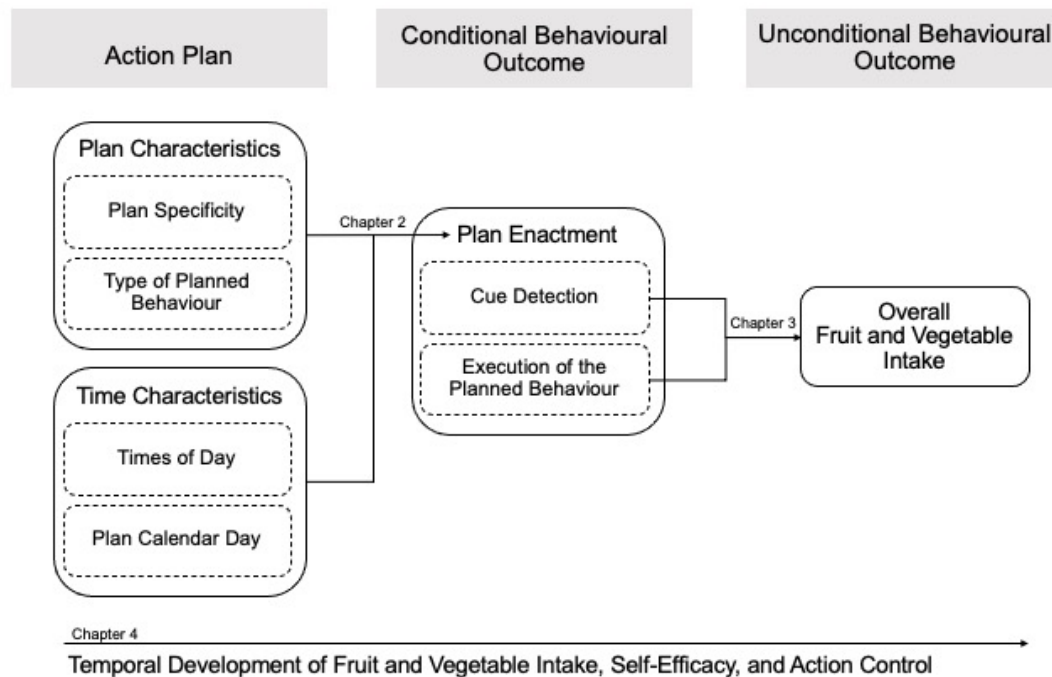 Action Plan
Conditional Behavioural
Outcome
Unconditional Behavioural
Outcome
Plan Characteristics
Plan Specificity
Type of Planned
Behaviour
Chapter 2
Plan Enactment
Cue Detection
Execution of the
Planned Behaviour
Chapter 3
Overall
Fruit and Vegetable
Intake
Time Characteristics
Times of Day
Plan Calendar Day
Chapter 4
Temporal Development of Fruit and Vegetable Intake, Self-Efficacy, and Action Control